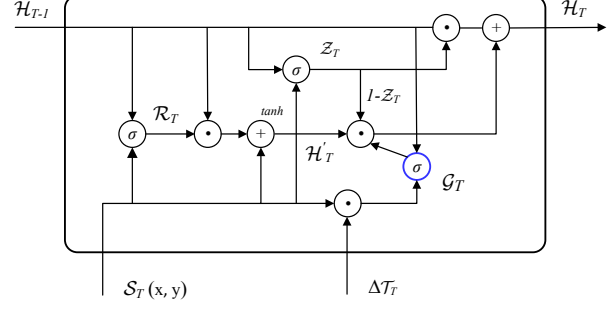 H_{T-1}
H_T
Z_T
σ
1-Z_T
R_T
tanh
σ
+
+
H'_T
σ
G_T
S_T (x, y)
ΔT_T